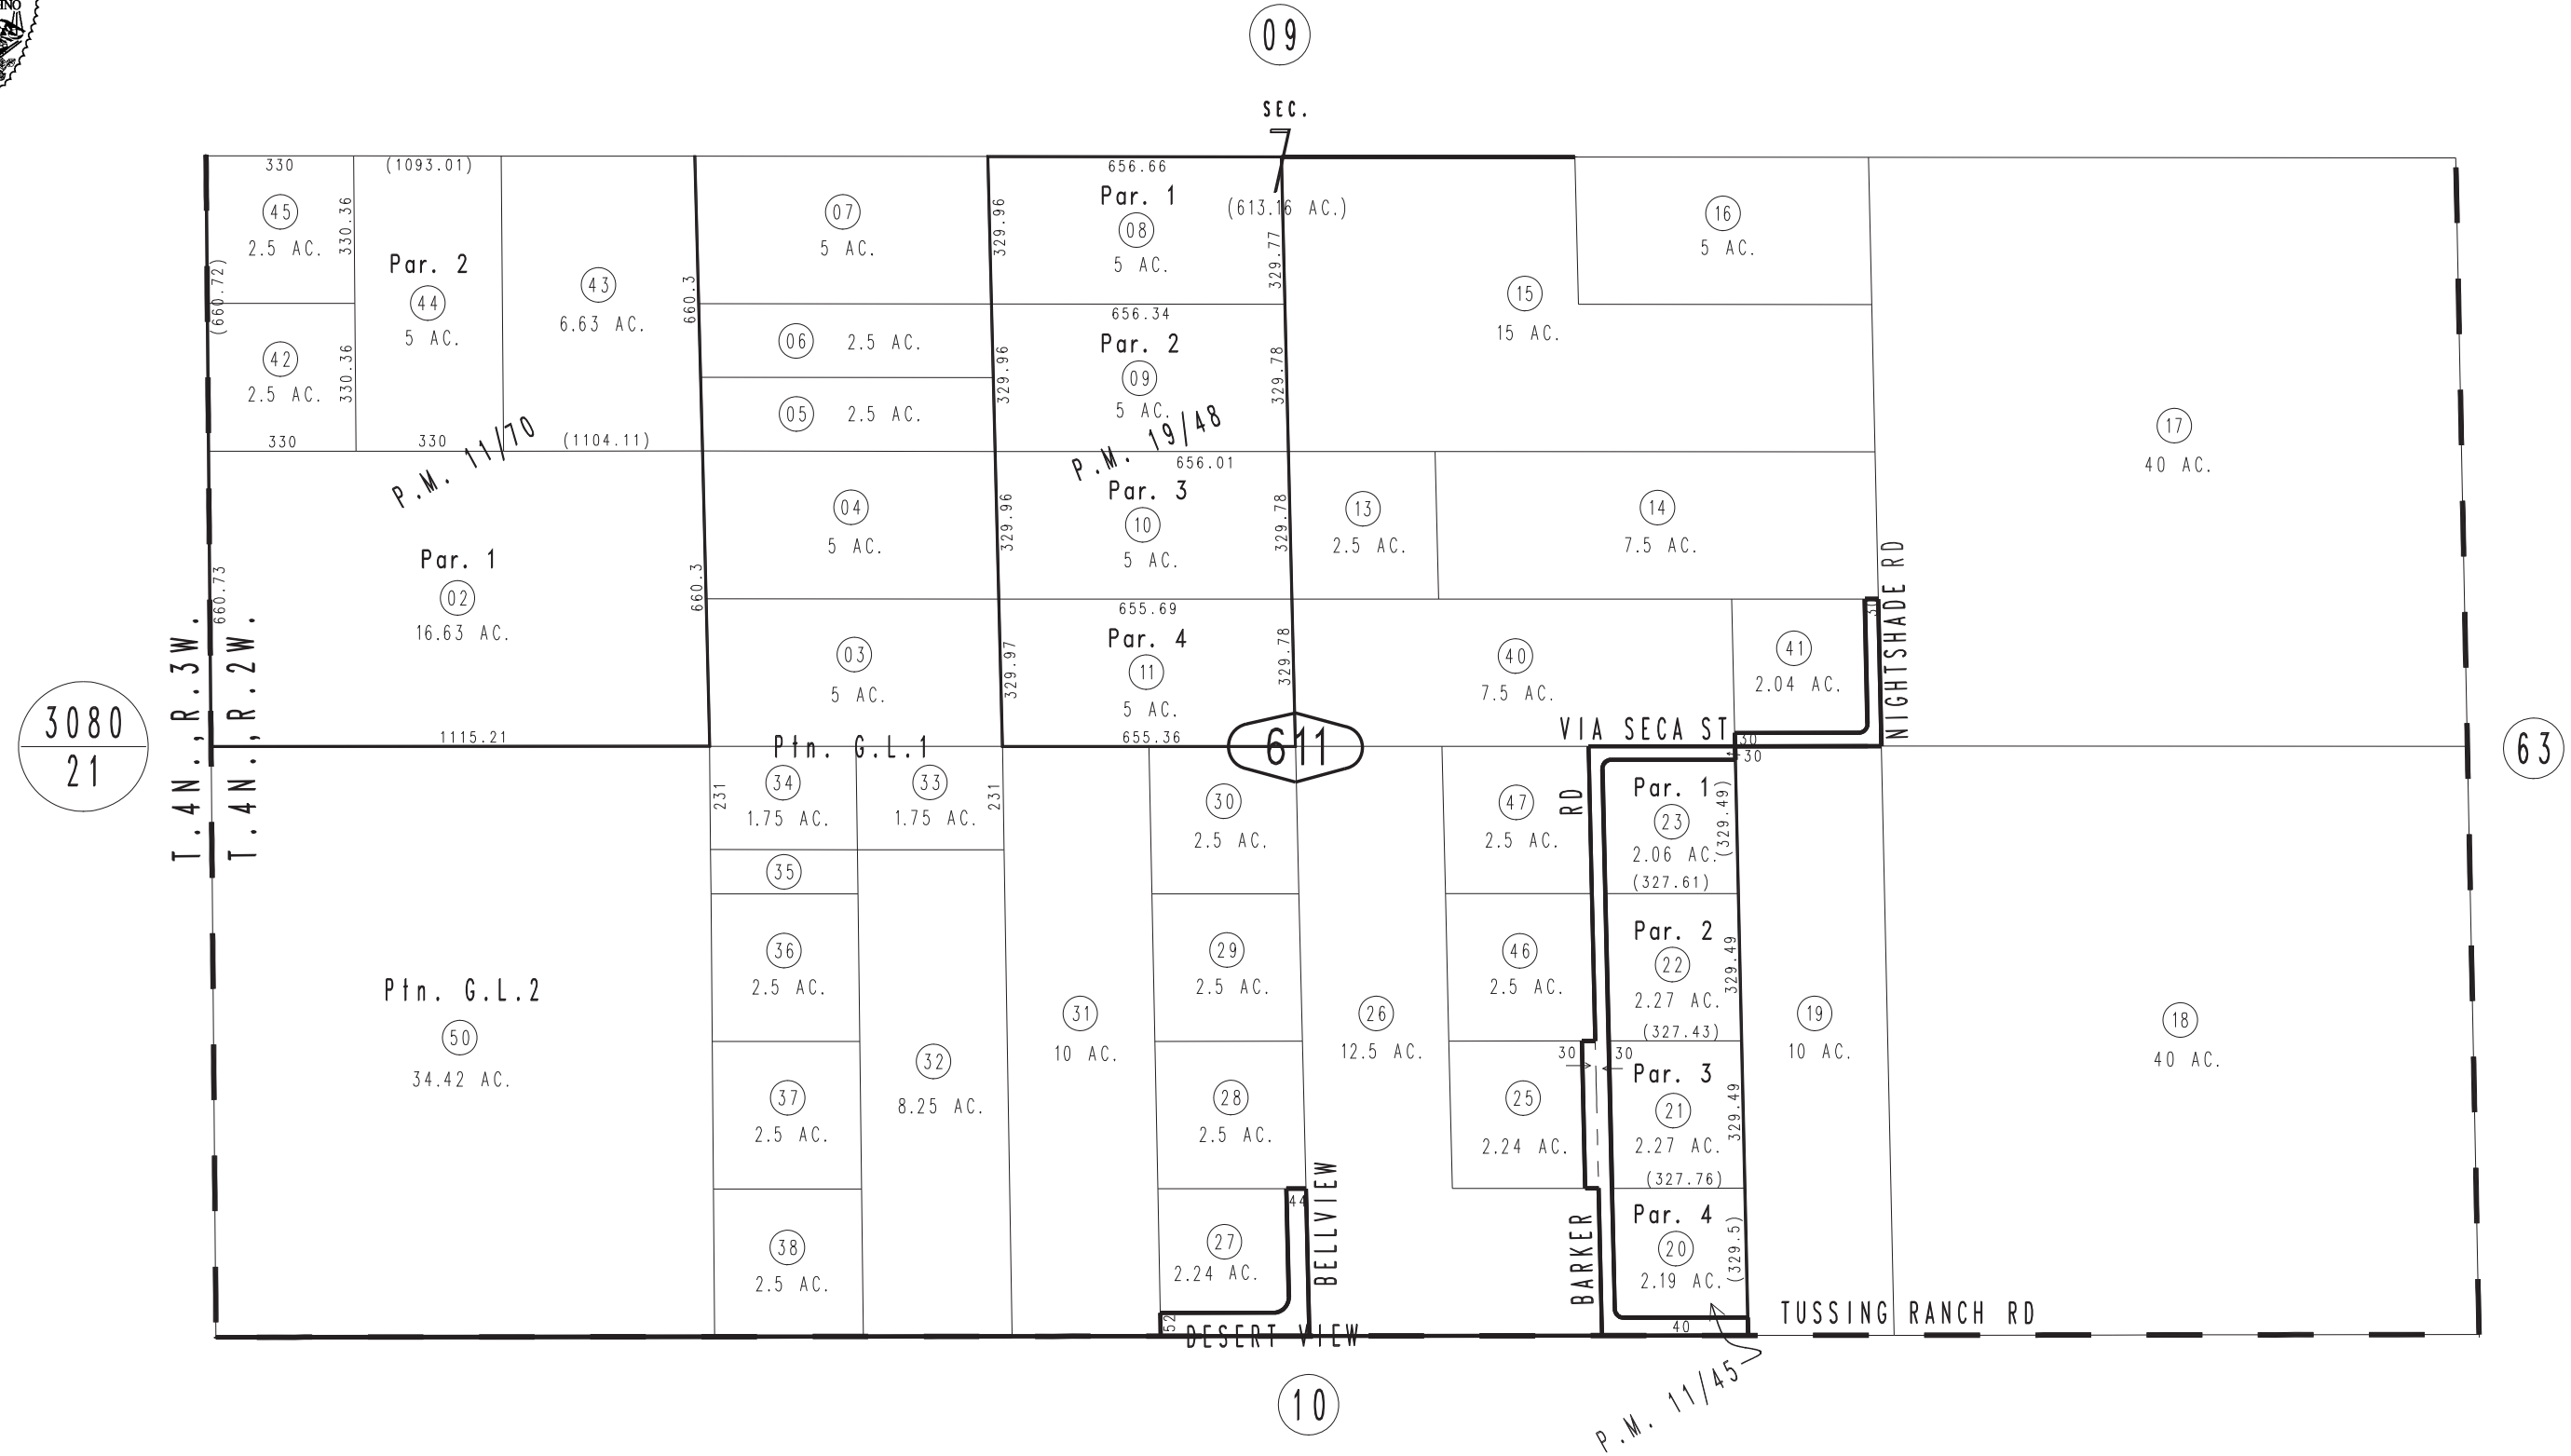 09
SEC.
7
(613.16 AC.)
330
(1093.01)
656.66
45
2.5 AC.
330.36
(660.72)
42
2.5 AC.
330.36
330
Par. 2
44
5 AC.
330
43
6.63 AC.
(1104.11)
660.3
P.M. 11/70
07
5 AC.
06 2.5 AC.
05 2.5 AC.
329.96
Par. 1
08
5 AC.
329.77
656.34
329.96
Par. 2
09
5 AC.
329.78
P.M. 19/48
656.01
15
15 AC.
16
5 AC.
17
40 AC.
660.73
Par. 1
02
16.63 AC.
660.3
1115.21
04
5 AC.
329.96
Par. 3
10
5 AC.
329.78
655.69
13
2.5 AC.
14
7.5 AC.
03
5 AC.
329.97
Par. 4
11
5 AC.
329.78
655.36
40
7.5 AC.
41
2.04 AC.
30
NIGHTSHADE RD
VIA SECA ST
30
30
T.4N.,R.3W.
T.4N.,R.2W.
3080
21
63
Ptn. G.L.1
611
Ptn. G.L.2
50
34.42 AC.
231
34
1.75 AC.
33
1.75 AC.
231
35
36
2.5 AC.
37
2.5 AC.
38
2.5 AC.
32
8.25 AC.
31
10 AC.
30
2.5 AC.
29
2.5 AC.
28
2.5 AC.
27
2.24 AC.
44
52
BELLVIEW
DESERT VIEW
26
12.5 AC.
47
2.5 AC.
46
2.5 AC.
25
2.24 AC.
RD
BARKER
30
30
Par. 1
23
2.06 AC.
(329.49)
(327.61)
Par. 2
22
2.27 AC.
329.49
(327.43)
Par. 3
21
2.27 AC.
329.49
(327.76)
Par. 4
20
2.19 AC.
(329.5)
40
19
10 AC.
18
40 AC.
TUSSING RANCH RD
P.M. 11/45
10